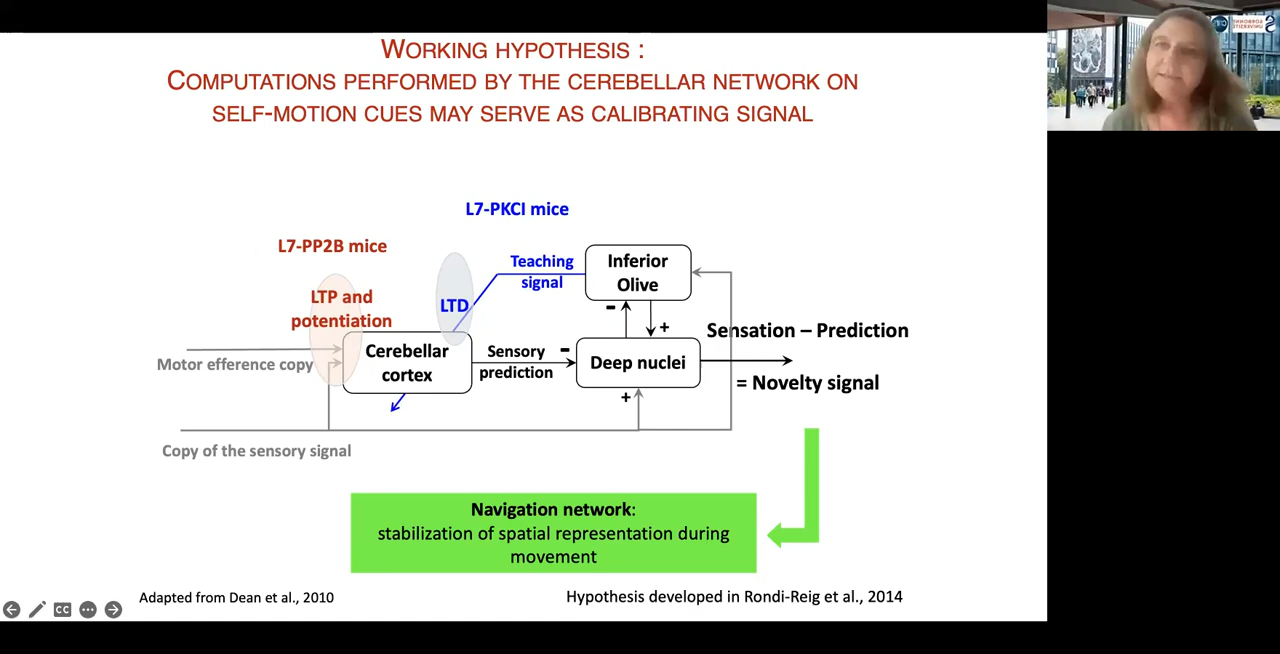 WORKING HYPOTHESIS :
COMPUTATIONS PERFORMED BY THE CEREBELLAR NETWORK ON
SELF-MOTION CUES MAY SERVE AS CALIBRATING SIGNAL
L7-PKCI mice
L7-PP2B mice
Teaching
signal
Inferior
Olive
LTP and
potentiation
LTD
-
+
Sensation – Prediction
Motor efference copy
Cerebellar
cortex
Sensory
prediction
-
Deep nuclei
= Novelty signal
+
Copy of the sensory signal
Navigation network:
stabilization of spatial representation during
movement
Adapted from Dean et al., 2010
Hypothesis developed in Rondi-Reig et al., 2014
CC